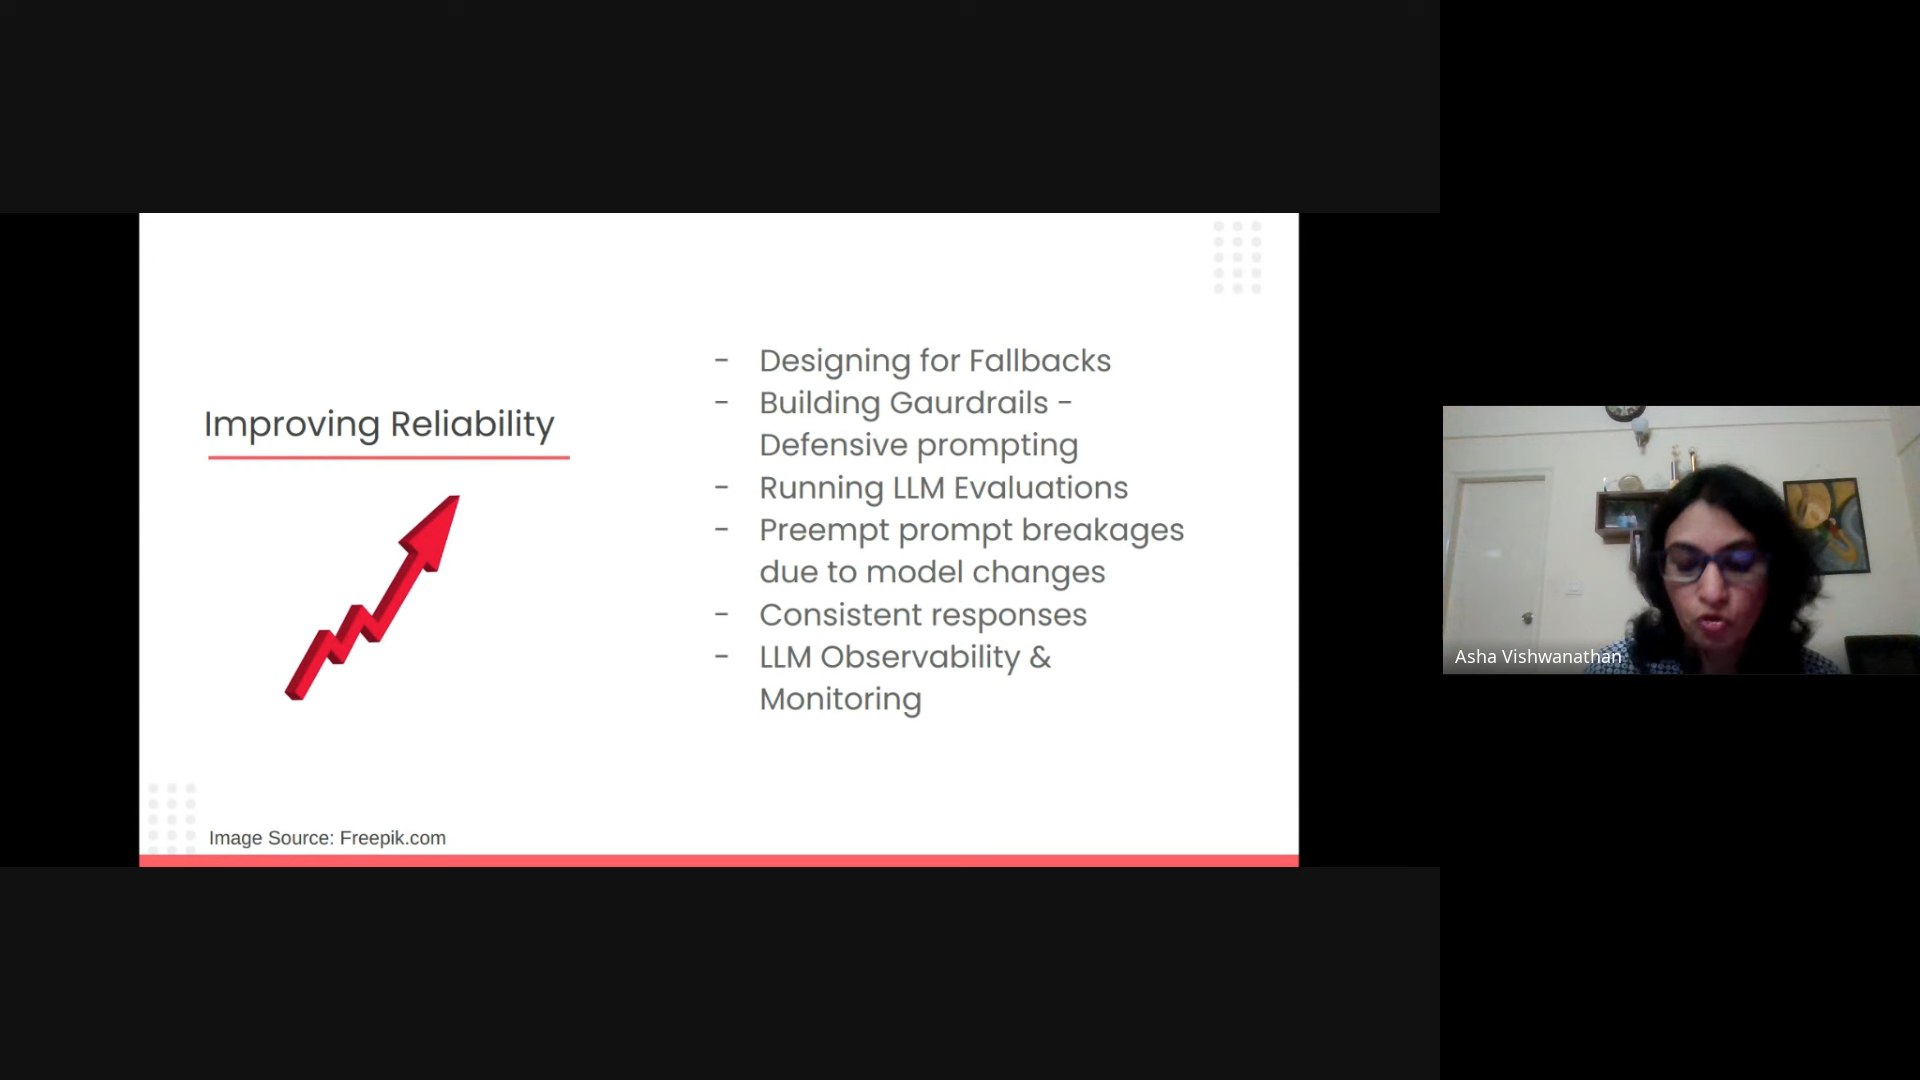 Improving Reliability
- Designing for Fallbacks
- Building Gaurdrails -
Defensive prompting
- Running LLM Evaluations
- Preempt prompt breakages
due to model changes
- Consistent responses
- LLM Observability &
Monitoring
Image Source: Freepik.com
Asha Vishwanathan